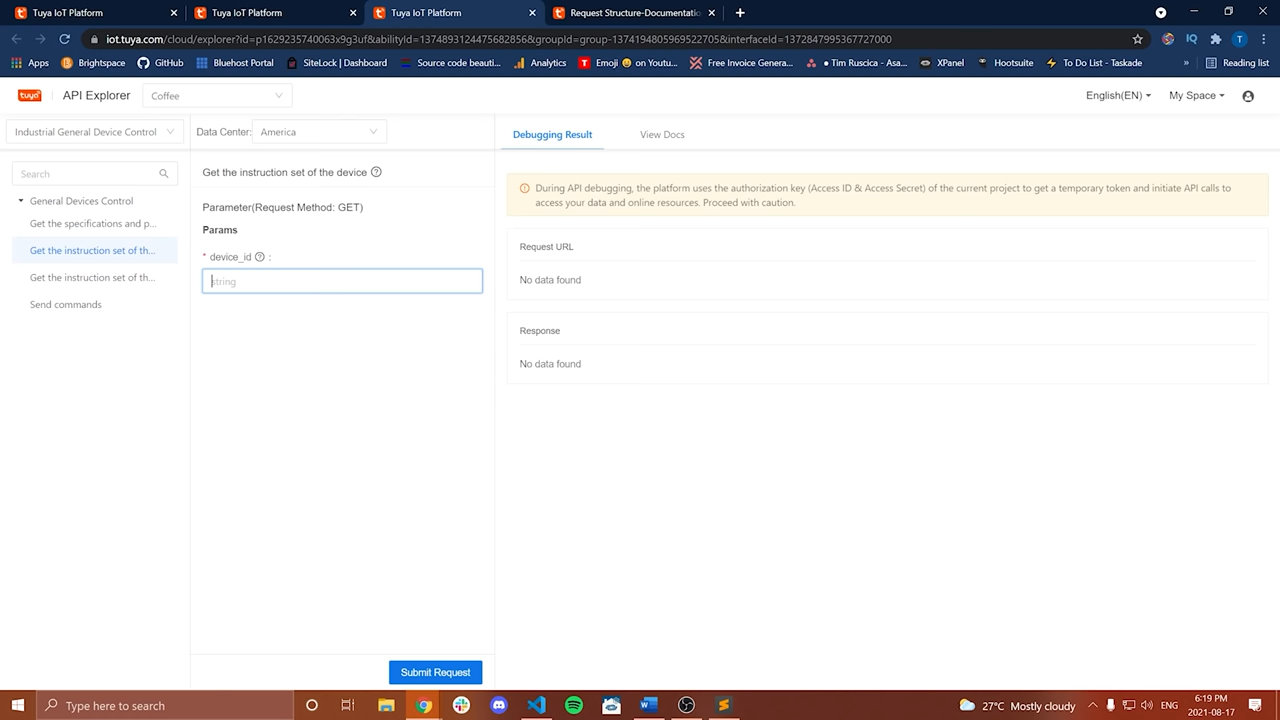 Tuya IoT Platform
Tuya IoT Platform
Tuya IoT Platform
Request Structure-Documentatio
iot.tuya.com/cloud/explorer?id=p1629235740063x9g3uf&abilityId=1374893124475682856&groupId=group-1374194805969522705&interfaceId=1372847995367727000
Apps
Brightspace
GitHub
Bluehost Portal
SiteLock | Dashboard
Source code beauti...
Analytics
Emoji 😀 on Youtu...
Free Invoice Genera...
● Tim Ruscica - Asa...
XPanel
Hootsuite
To Do List - Taskade
»
Reading list
tuya
API Explorer
Coffee
English(EN)
My Space
Industrial General Device Control
Data Center:
America
Debugging Result
View Docs
Search
General Devices Control
Get the specifications and p...
Get the instruction set of th...
Get the instruction set of th...
Send commands
Get the instruction set of the device
Parameter(Request Method: GET)
Params
* device_id :
string
Submit Request
During API debugging, the platform uses the authorization key (Access ID & Access Secret) of the current project to get a temporary token and initiate API calls to
access your data and online resources. Proceed with caution.
Request URL
No data found
Response
No data found
Type here to search
27°C Mostly cloudy
ENG
6:19 PM
2021-08-17